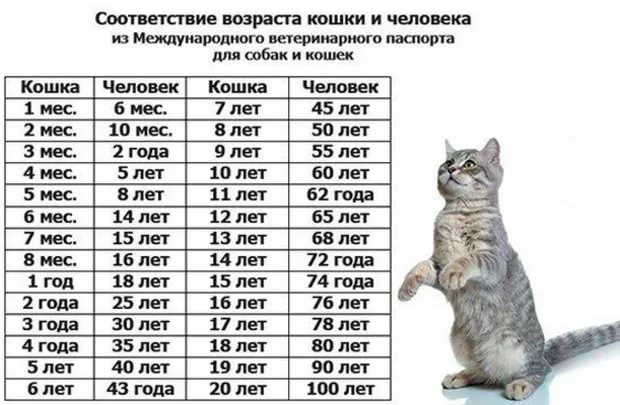 Соответствие возраста кошки и человека
из Международного ветеринарного паспорта
для собак и кошек
Кошка Человек Кошка Человек
1 мес. 6 мес. 7 лет 45 лет
2 мес. 10 мес. 8 лет 50 лет
3 мес. 2 года 9 лет 55 лет
4 мес. 5 лет 10 лет 60 лет
5 мес. 8 лет 11 лет 62 года
6 мес. 14 лет 12 лет 65 лет
7 мес. 15 лет 13 лет 68 лет
8 мес. 16 лет 14 лет 72 года
1 год 18 лет 15 лет 74 года
2 года 25 лет 16 лет 76 лет
3 года 30 лет 17 лет 78 лет
4 года 35 лет 18 лет 80 лет
5 лет 40 лет 19 лет 90 лет
6 лет 43 года 20 лет 100 лет